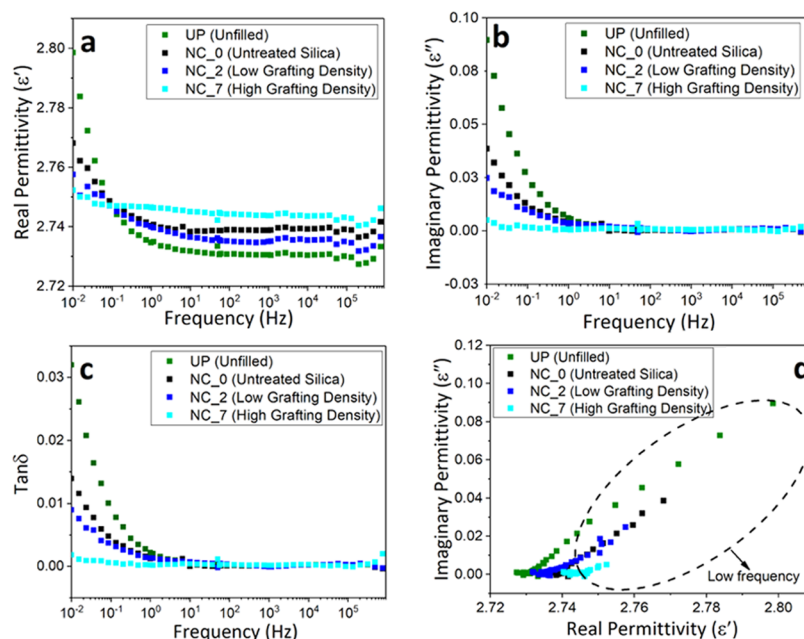 a
UP (Unfilled)
NC_0 (Untreated Silica)
NC_2 (Low Grafting Density)
NC_7 (High Grafting Density)
Real Permittivity (ε')
2.80
2.78
2.76
2.74
2.72
10⁻² 10⁻¹ 10⁰ 10¹ 10² 10³ 10⁴ 10⁵
Frequency (Hz)
b
UP (Unfilled)
NC_0 (Untreated Silica)
NC_2 (Low Grafting Density)
NC_7 (High Grafting Density)
Imaginary Permittivity (ε'')
0.10
0.08
0.05
0.03
0.00
-0.03
10⁻² 10⁻¹ 10⁰ 10¹ 10² 10³ 10⁴ 10⁵
Frequency (Hz)
c
UP (Unfilled)
NC_0 (Untreated Silica)
NC_2 (Low Grafting Density)
NC_7 (High Grafting Density)
Tanδ
0.03
0.02
0.01
0.00
10⁻² 10⁻¹ 10⁰ 10¹ 10² 10³ 10⁴ 10⁵
Frequency (Hz)
UP (Unfilled)
NC_0 (Untreated Silica)
NC_2 (Low Grafting Density)
NC_7 (High Grafting Density)
Imaginary Permittivity (ε'')
0.12
0.10
0.08
0.06
0.04
0.02
0.00
Low frequency
2.72 2.74 2.76 2.78 2.80
Real Permittivity (ε')